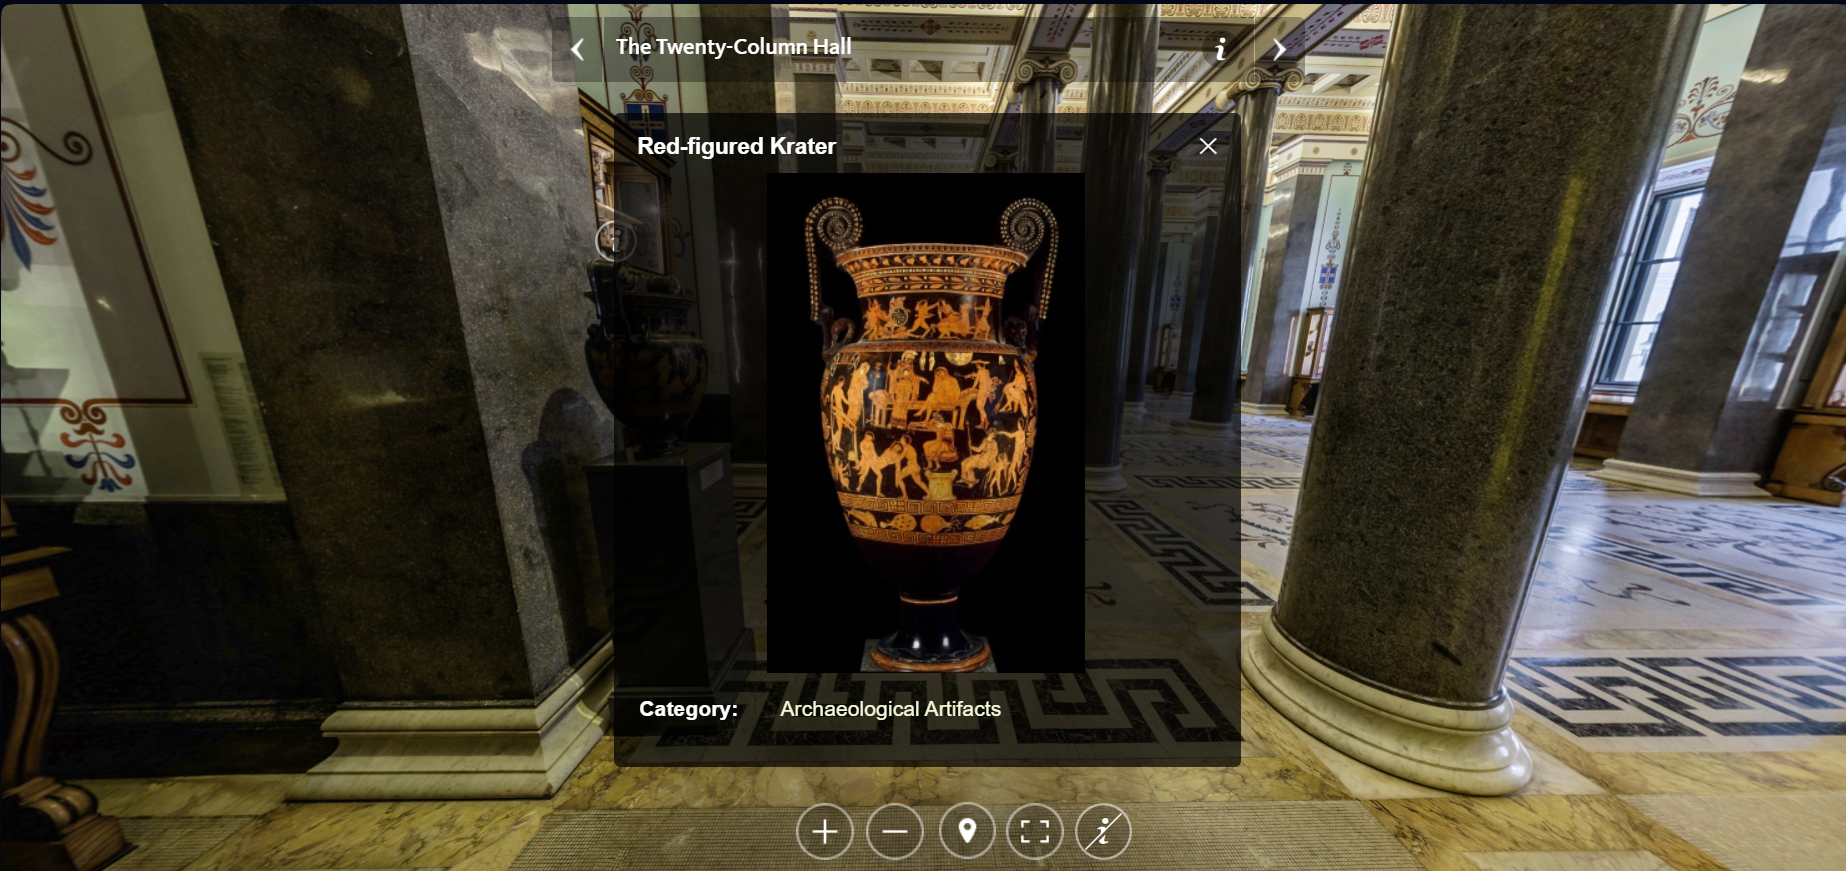 The Twenty-Column Hall
Red-figured Krater
Category: Archaeological Artifacts